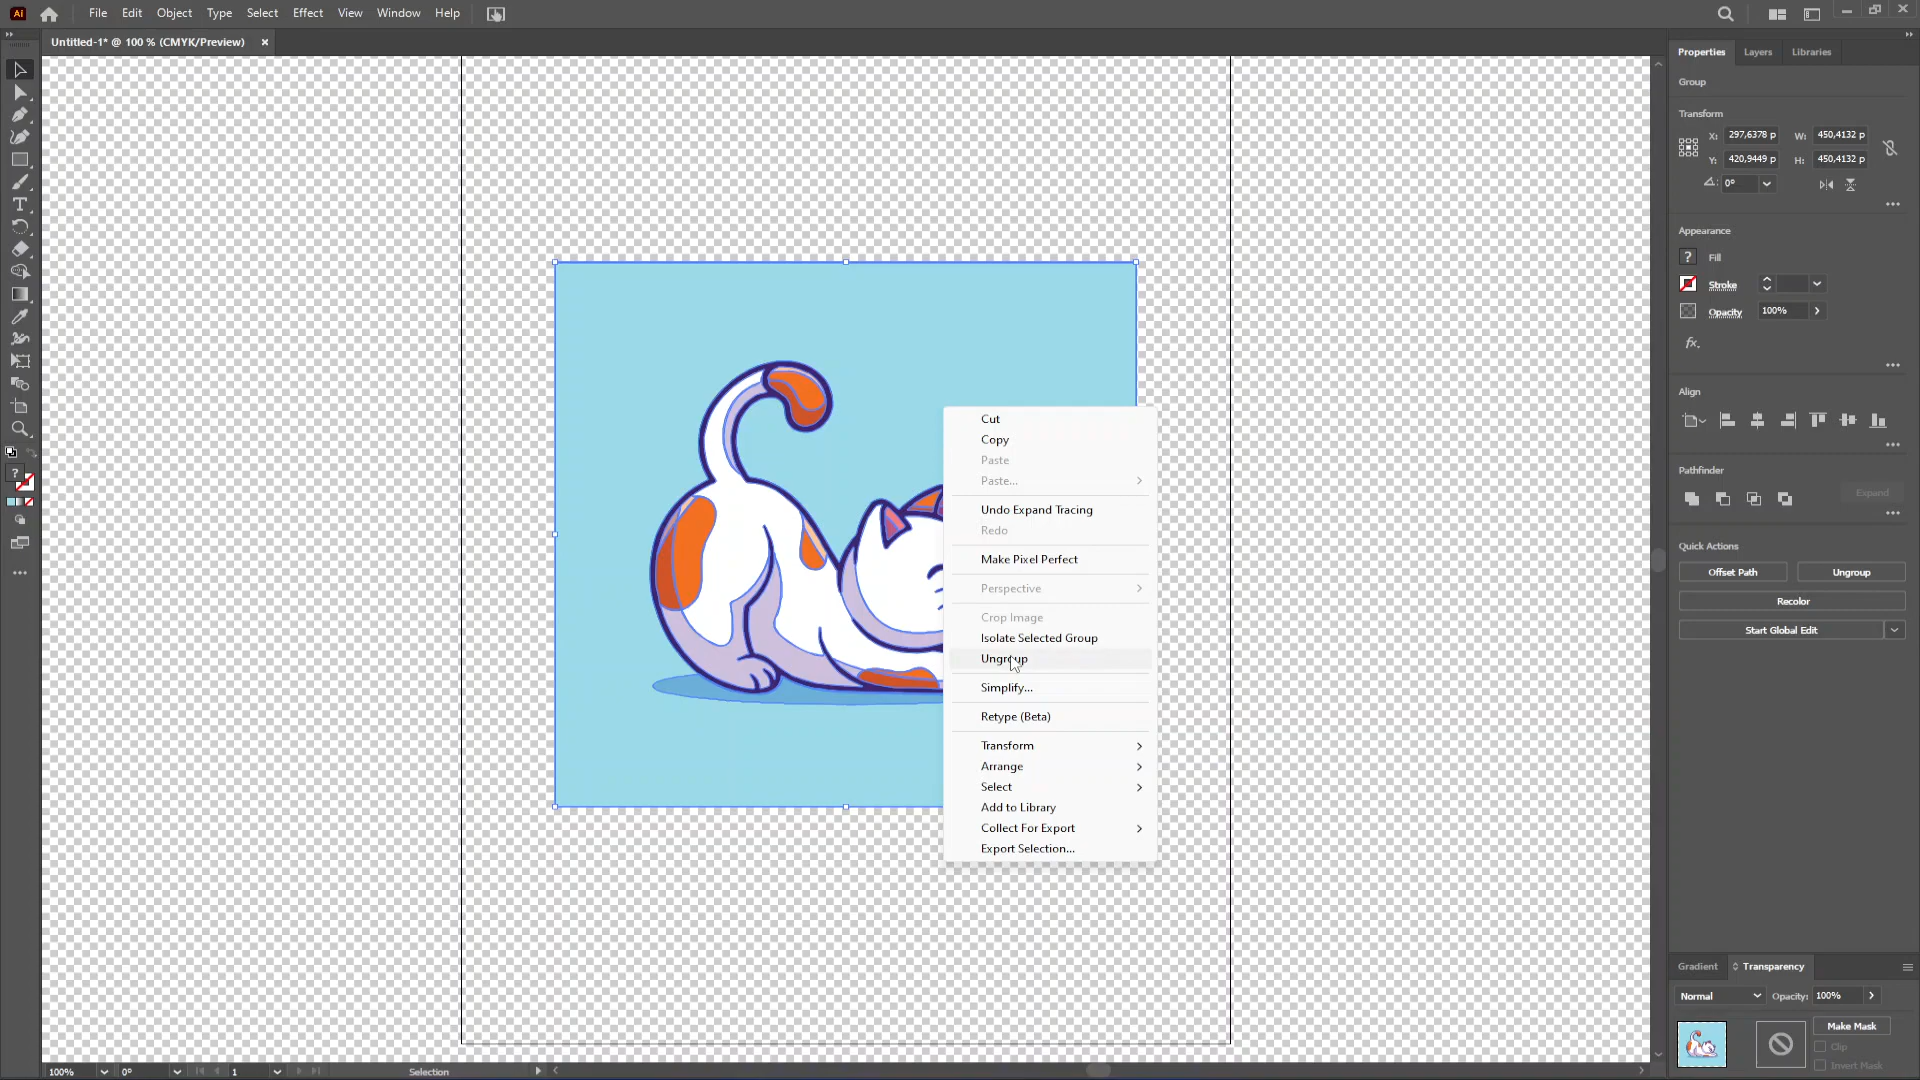 Ai
File Edit Object Type Select Effect View Window Help
Untitled-1* @ 100 % (CMYK/Preview) ×
Properties Layers Libraries
Group
Transform
X: 297,6378 p W: 450,4132 p
Y: 420,9449 p H: 450,4132 p
0°
Appearance
? Fill
Stroke
Opacity 100%
fx.
Align
Pathfinder
Expand
Quick Actions
Offset Path Ungroup
Recolor
Start Global Edit
Cut
Copy
Paste
Paste...
Undo Expand Tracing
Redo
Make Pixel Perfect
Perspective
Crop Image
Isolate Selected Group
Ungroup
Simplify...
Retype (Beta)
Transform
Arrange
Select
Add to Library
Collect For Export
Export Selection...
Gradient Transparency
Normal Opacity: 100%
Make Mask
Clip
Invert Mask
100% 0° 1 Selection